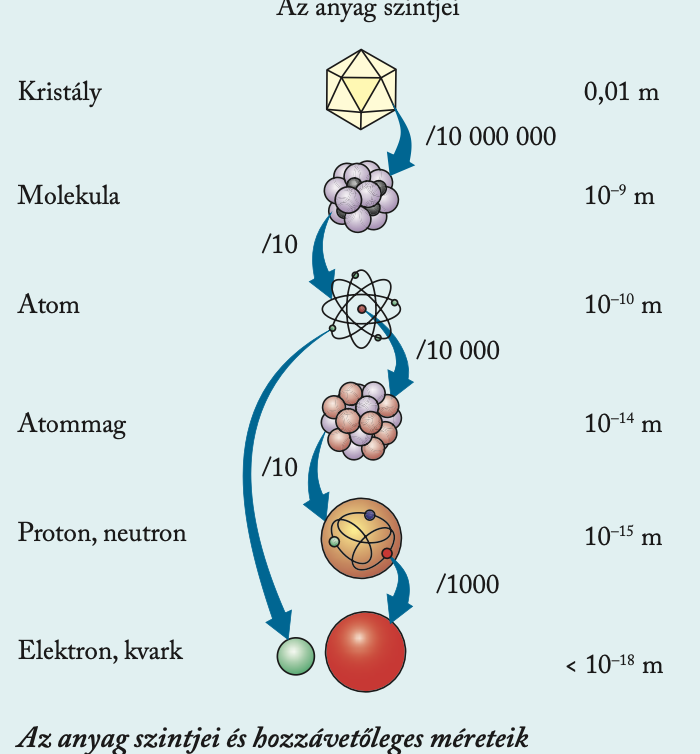 Az anyag szintjei
Kristály
0,01 m
/10 000 000
Molekula
10⁻⁹ m
/10
Atom
10⁻¹⁰ m
/10 000
Atommag
10⁻¹⁴ m
/10
Proton, neutron
10⁻¹⁵ m
/1000
Elektron, kvark
< 10⁻¹⁸ m
Az anyag szintjei és hozzávetőleges méreteik